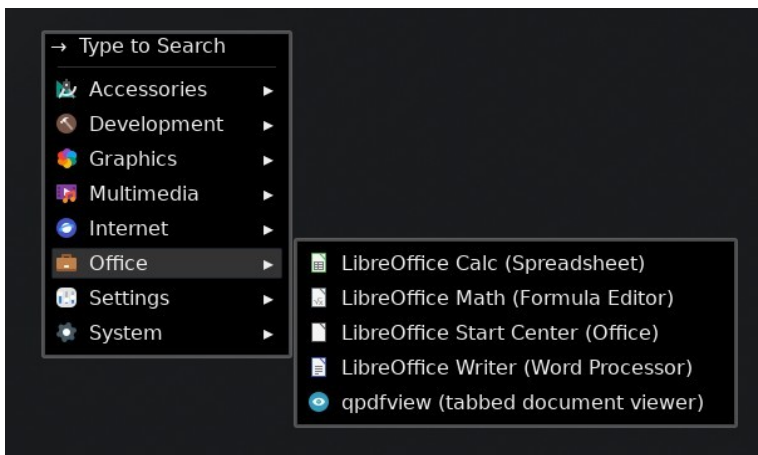 → Type to Search
Accessories ▸
Development ▸
Graphics ▸
Multimedia ▸
Internet ▸
Office ▸
Settings ▸
System ▸
LibreOffice Calc (Spreadsheet)
LibreOffice Math (Formula Editor)
LibreOffice Start Center (Office)
LibreOffice Writer (Word Processor)
qpdfview (tabbed document viewer)